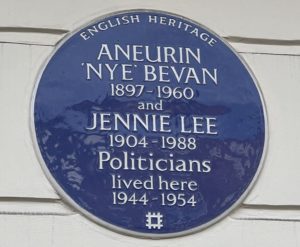 ENGLISH HERITAGE
ANEURIN
'NYE' BEVAN
1897-1960
and
JENNIE LEE
1904-1988
Politicians
lived here
1944-1954